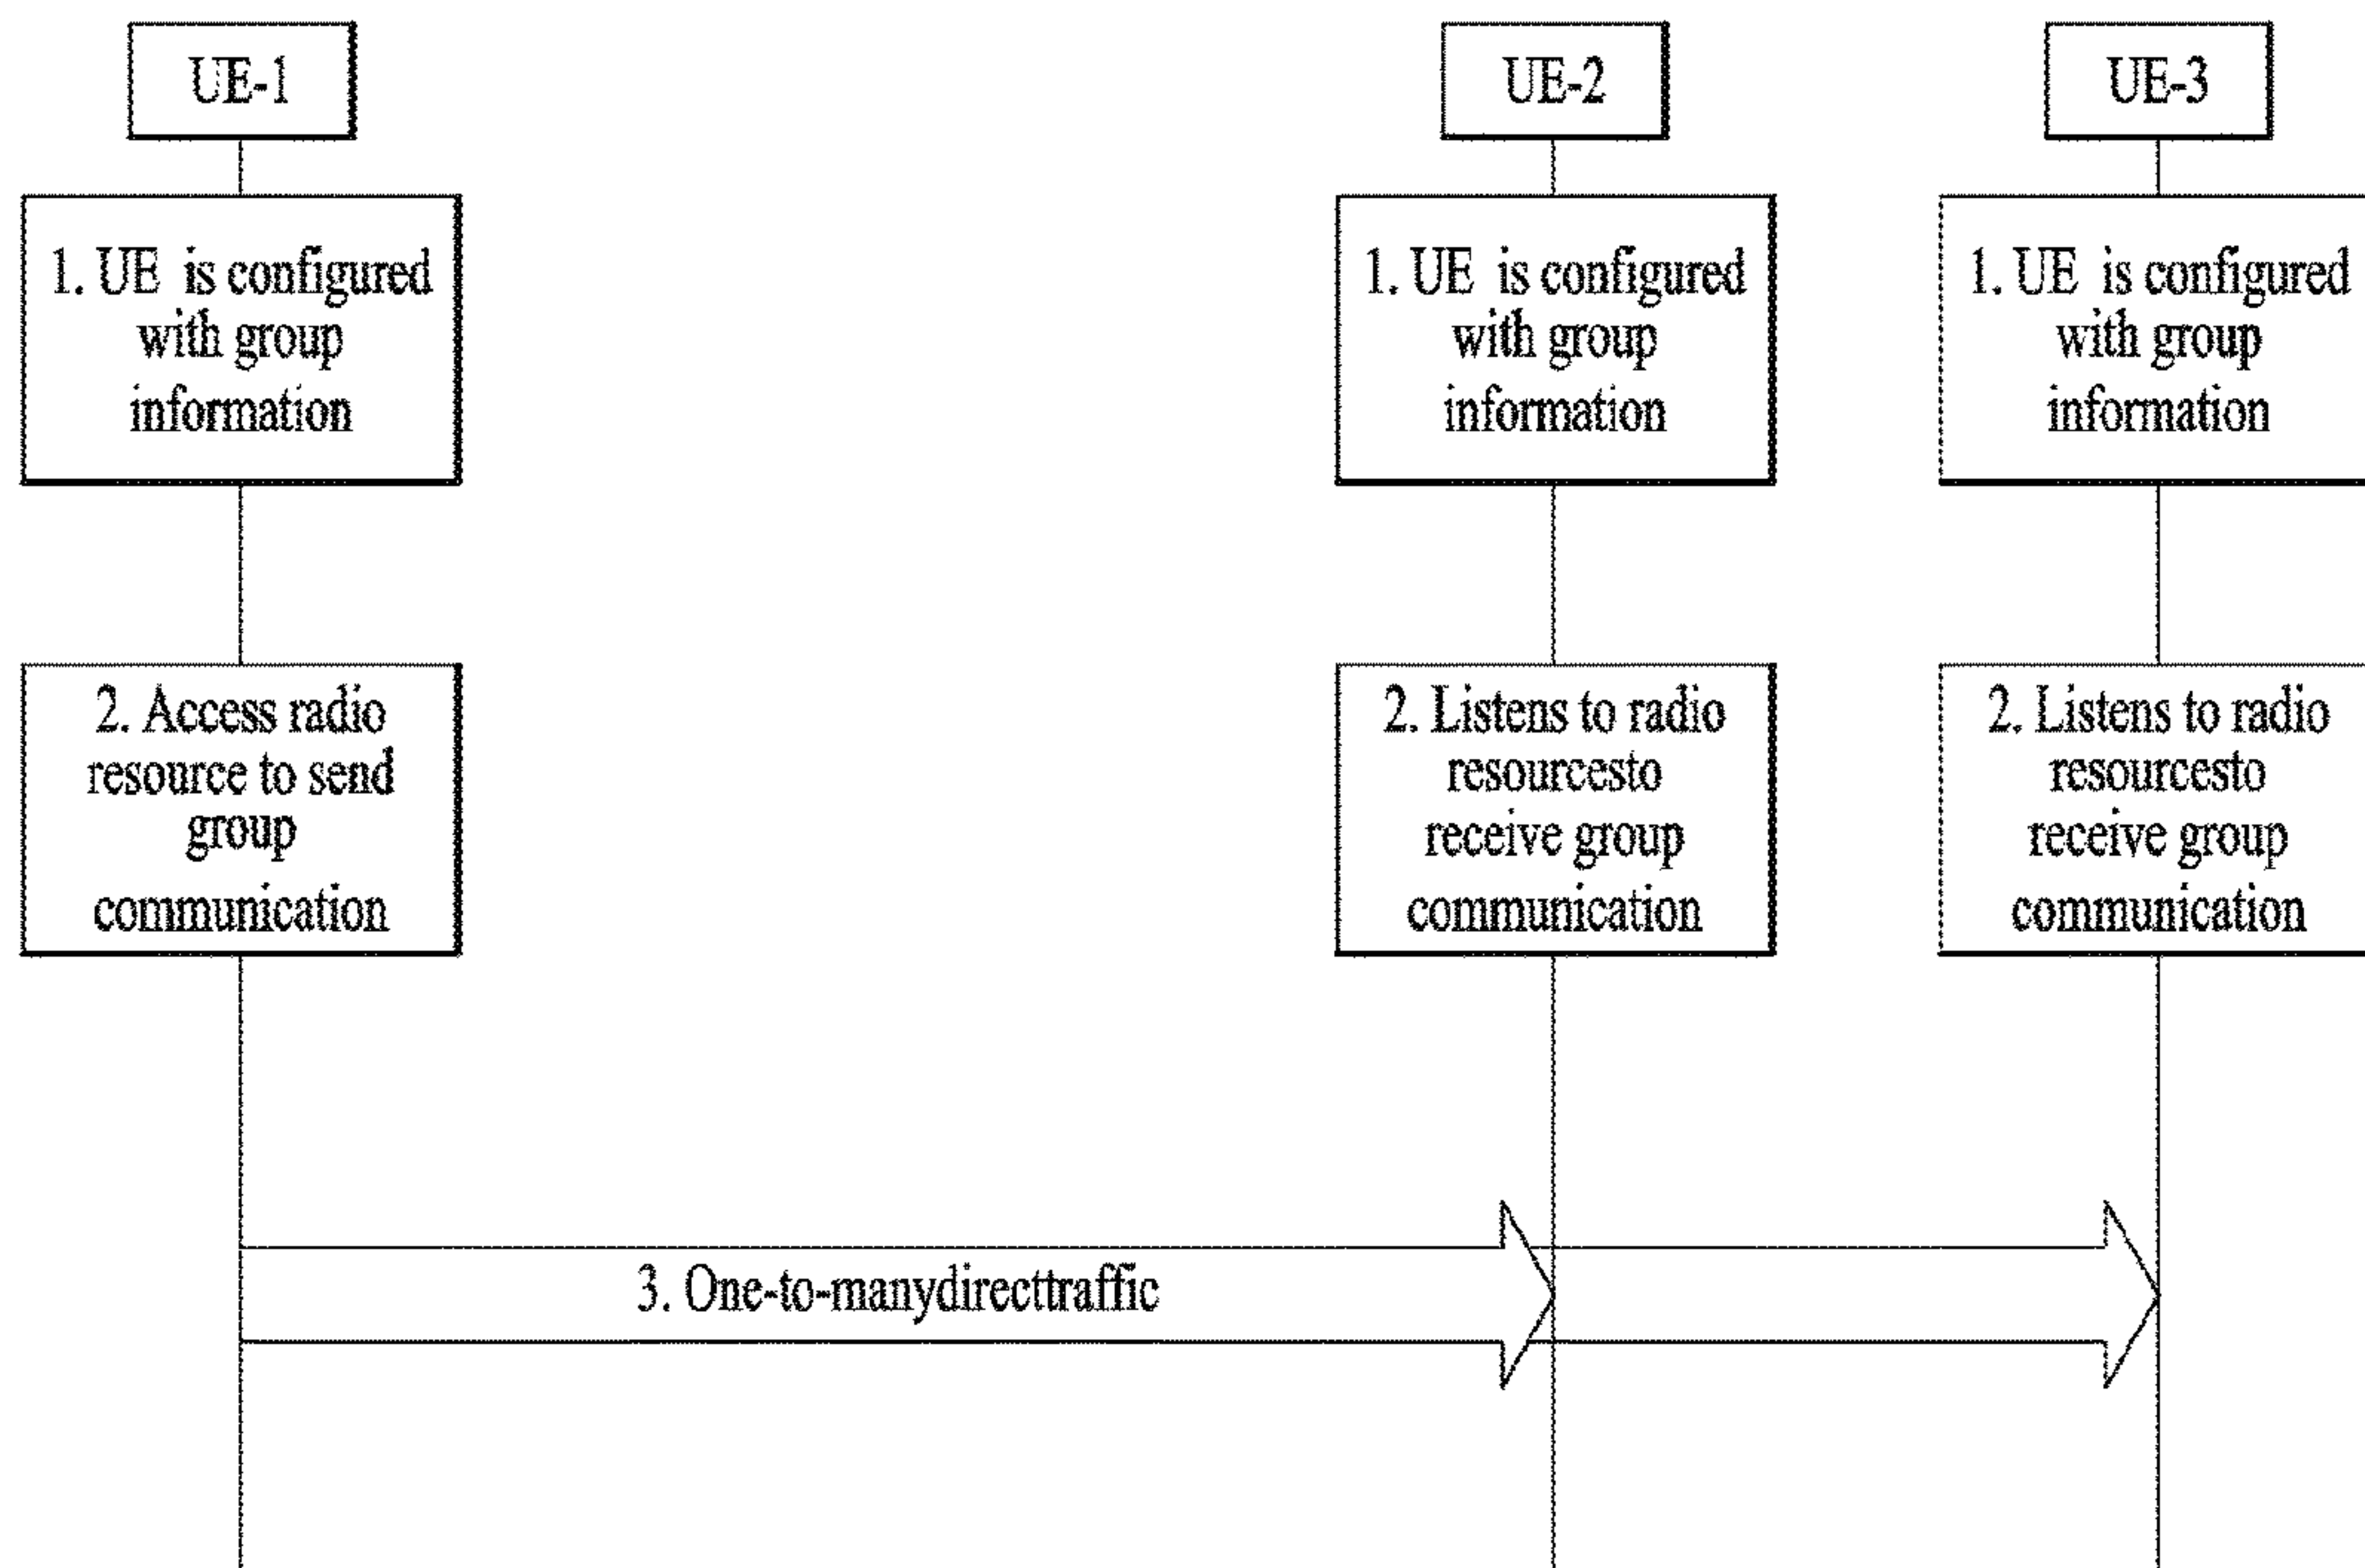 UE-1
UE-2
UE-3
1. UE is configured
with group
information
1. UE is configured
with group
information
1. UE is configured
with group
information
2. Access radio
resource to send
group
communication
2. Listens to radio
resourcesto
receive group
communication
2. Listens to radio
resourcesto
receive group
communication
3. One-to-manydirecttraffic